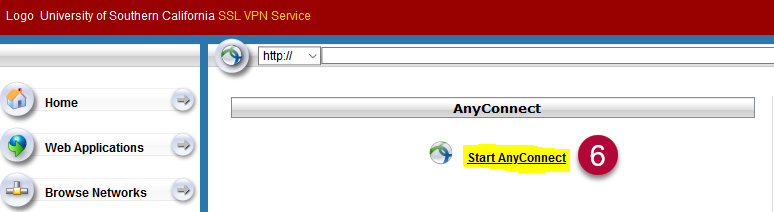 Logo University of Southern California SSL VPN Service
http://
Home
AnyConnect
Web Applications
Start AnyConnect
6
Browse Networks